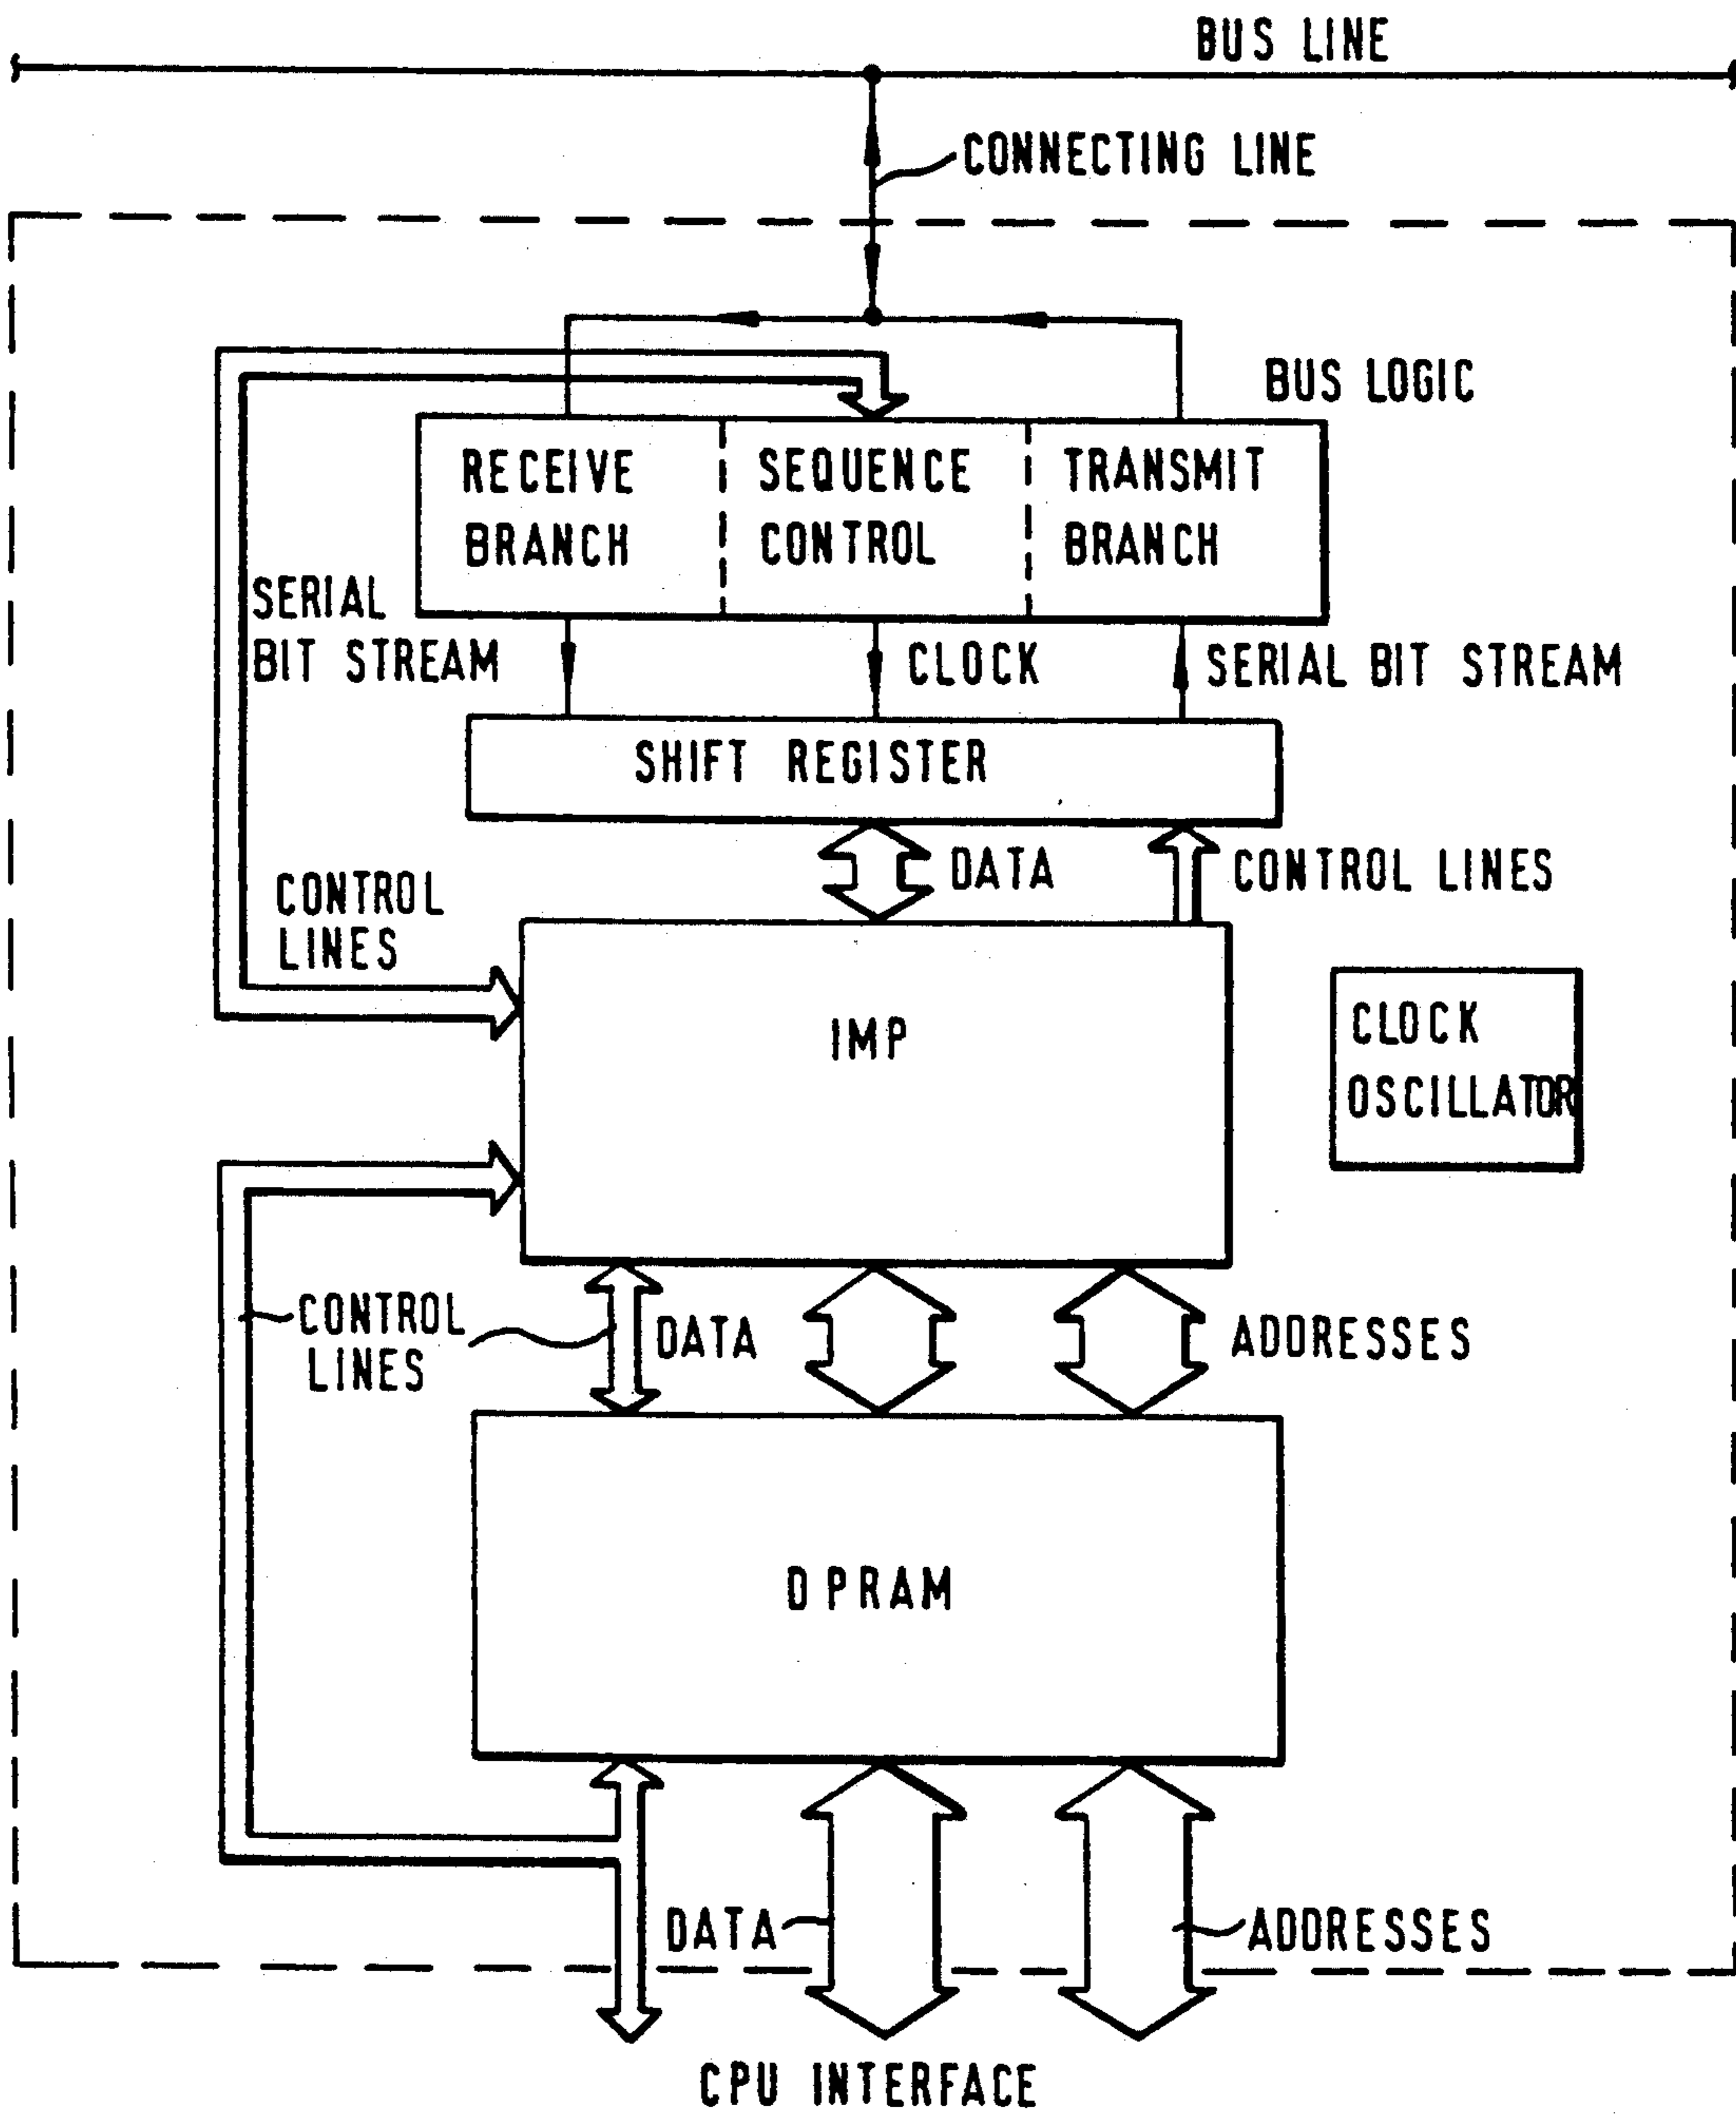 BUS LINE
CONNECTING LINE
BUS LOGIC
RECEIVE
BRANCH
SEQUENCE
CONTROL
TRANSMIT
BRANCH
SERIAL
BIT STREAM
CLOCK
SERIAL BIT STREAM
SHIFT REGISTER
DATA
CONTROL LINES
CONTROL
LINES
IMP
CLOCK
OSCILLATOR
CONTROL
LINES
DATA
ADDRESSES
DPRAM
DATA
ADDRESSES
CPU INTERFACE